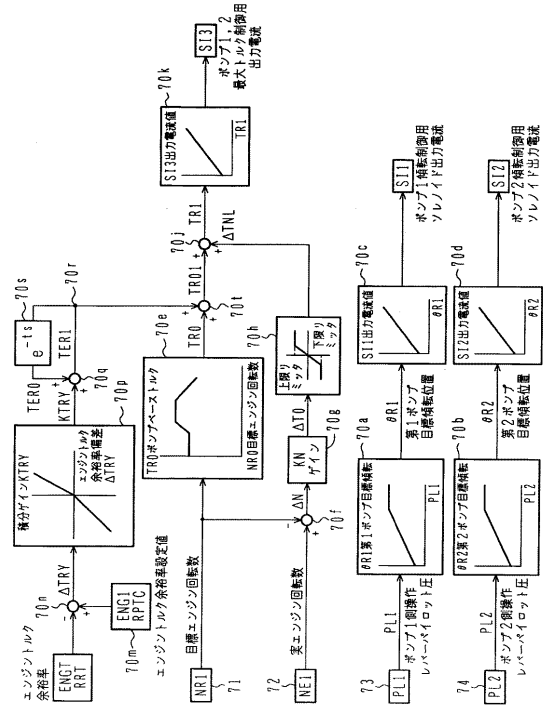 エンジントルク
余裕率
ENGT
RRT
70n
-
+
ΔTRY
ENG1
RPTC
70m
エンジントルク余裕率設定値
積分ゲインKTRY
エンジントルク
余裕率偏差
ΔTRY
70p
KTRY
+
+
70q
TER0
TER1
e⁻ᵗˢ
70s
70r
NR1
71
目標エンジン回転数
TR0ポンプベーストルク
NR0目標エンジン回転数
70e
TR0
+
+
70t
TR01
+
+
70j
TR1
ΔTNL
SI3出力電流値
TR1
70k
SI3
ポンプ1，2
最大トルク制御用
出力電流
72
NE1
実エンジン回転数
-
+
70f
ΔN
KN
ゲイン
70g
ΔT0
上限リ
ミッタ
下限リ
ミッタ
70h
73
PL1
PL1
ポンプ1側操作
レバーパイロット圧
θR1第1ポンプ目標傾転
PL1
70a
θR1
第1ポンプ
目標傾転位置
SI1出力電流値
θR1
70c
SI1
ポンプ1傾転制御用
ソレノイド出力電流
74
PL2
PL2
ポンプ2側操作
レバーパイロット圧
θR2第2ポンプ目標傾転
PL2
70b
θR2
第2ポンプ
目標傾転位置
SI2出力電流値
θR2
70d
SI2
ポンプ2傾転制御用
ソレノイド出力電流